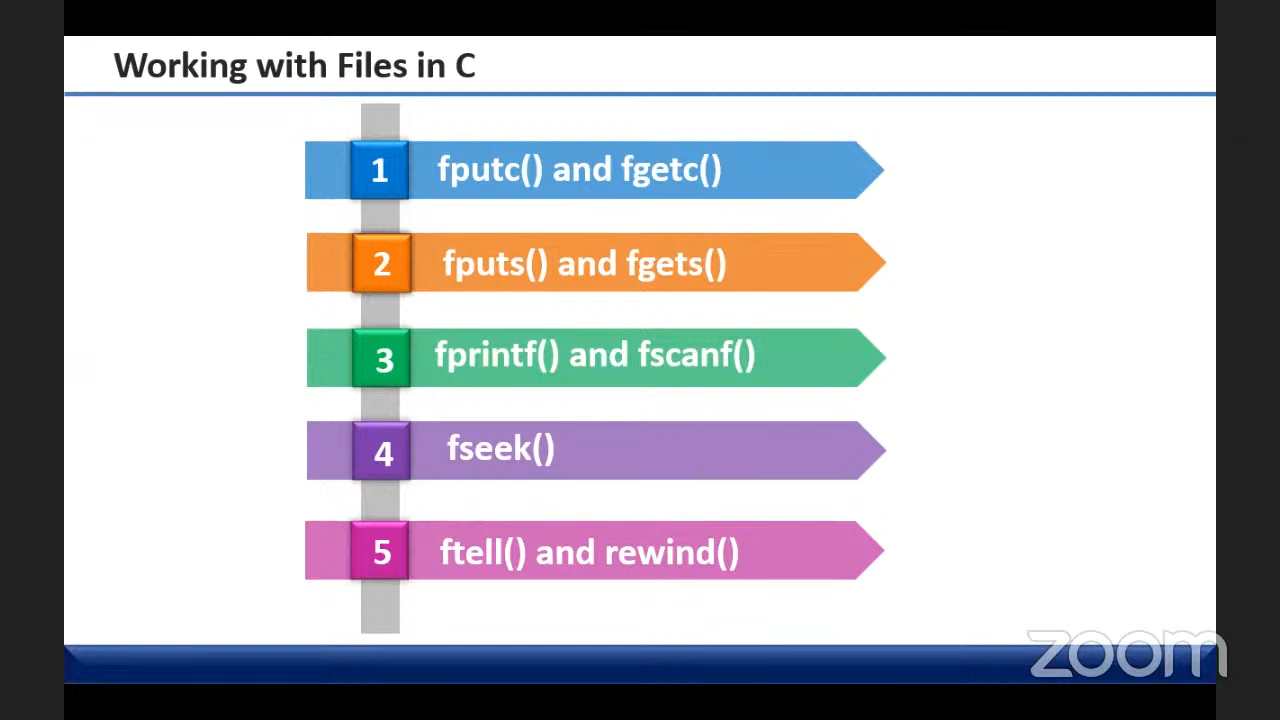 Working with Files in C
1 fputc() and fgetc()
2 fputs() and fgets()
3 fprintf() and fscanf()
4 fseek()
5 ftell() and rewind()
zoom